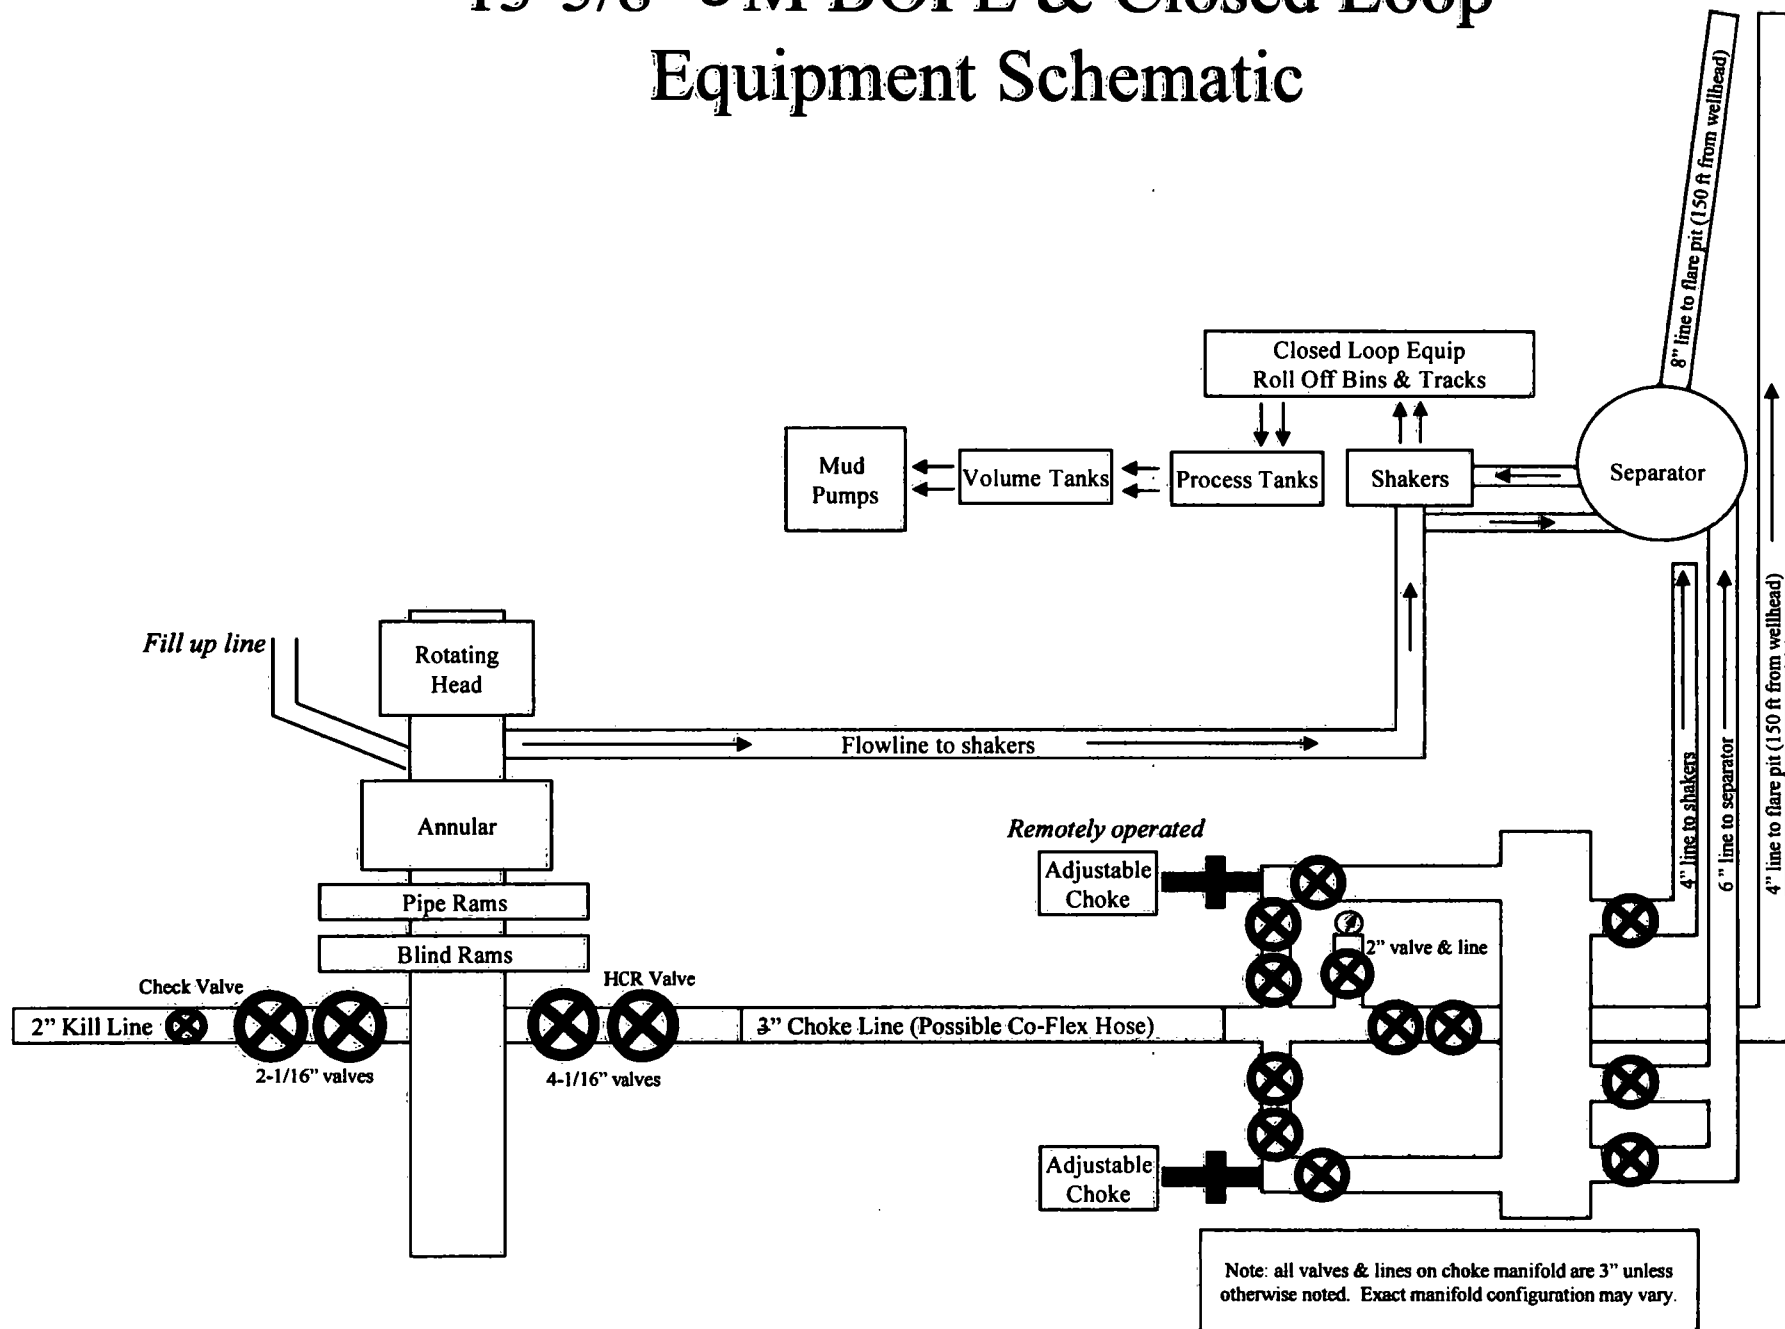 BOPE & Closed Loop
Equipment Schematic
8" line to flare pit (150 ft from wellhead)
Closed Loop Equip
Roll Off Bins & Tracks
Mud
Pumps
Volume Tanks
Process Tanks
Shakers
Separator
Fill up line
Rotating
Head
Flowline to shakers
Annular
Pipe Rams
Blind Rams
Check Valve
HCR Valve
2" Kill Line
3" Choke Line (Possible Co-Flex Hose)
2-1/16" valves
4-1/16" valves
Remotely operated
Adjustable
Choke
2" valve & line
Adjustable
Choke
4" line to shakers
6" line to separator
4" line to flare pit (150 ft from wellhead)
Note: all valves & lines on choke manifold are 3" unless
otherwise noted. Exact manifold configuration may vary.